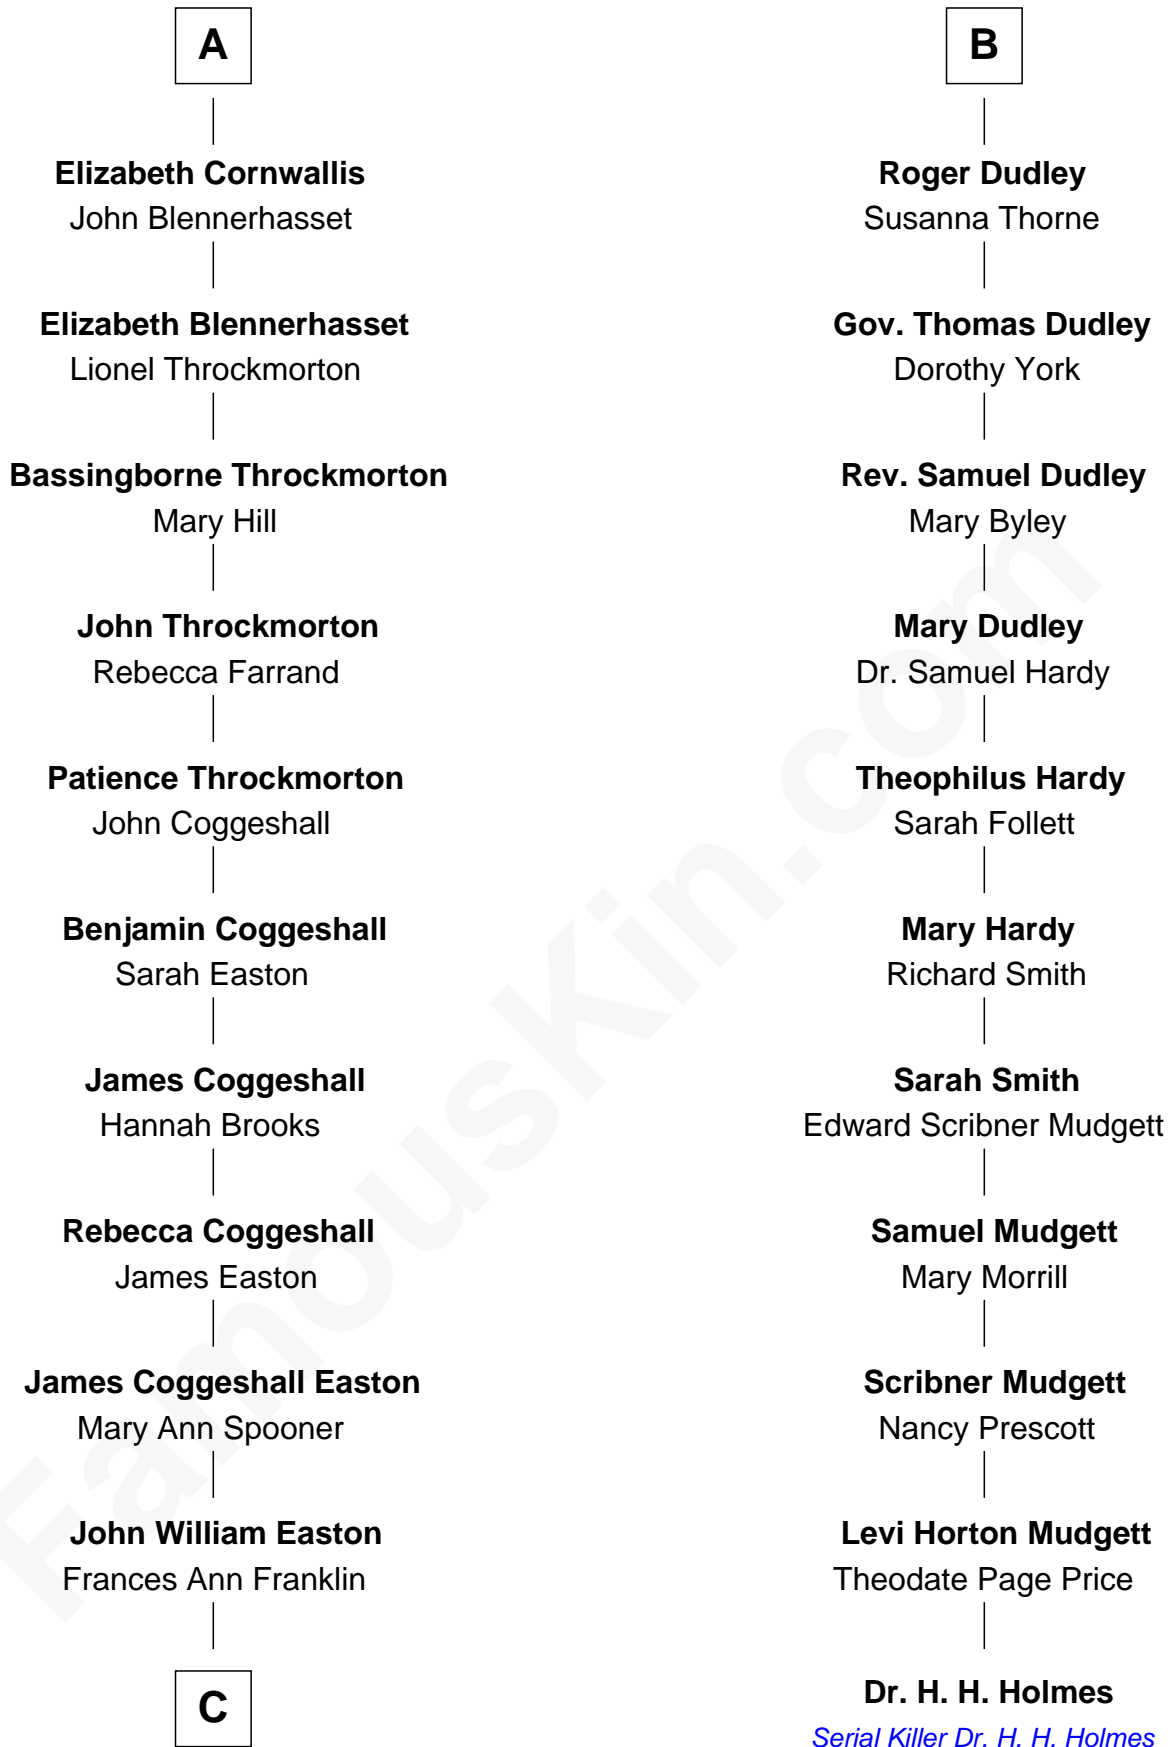 A
Elizabeth Cornwallis
John Blennerhasset
Elizabeth Blennerhasset
Lionel Throckmorton
Bassingborne Throckmorton
Mary Hill
John Throckmorton
Rebecca Farrand
Patience Throckmorton
John Coggeshall
Benjamin Coggeshall
Sarah Easton
James Coggeshall
Hannah Brooks
Rebecca Coggeshall
James Easton
James Coggeshall Easton
Mary Ann Spooner
John William Easton
Frances Ann Franklin
C
B
Roger Dudley
Susanna Thorne
Gov. Thomas Dudley
Dorothy York
Rev. Samuel Dudley
Mary Byley
Mary Dudley
Dr. Samuel Hardy
Theophilus Hardy
Sarah Follett
Mary Hardy
Richard Smith
Sarah Smith
Edward Scribner Mudgett
Samuel Mudgett
Mary Morrill
Scribner Mudgett
Nancy Prescott
Levi Horton Mudgett
Theodate Page Price
Dr. H. H. Holmes
Serial Killer Dr. H. H. Holmes
FamousKin.com